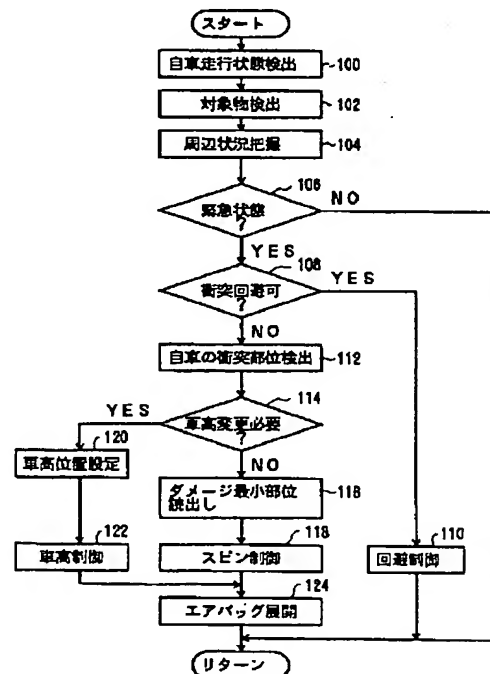 スタート
自車走行状態検出
100
対象物検出
102
周辺状況把握
104
106
緊急状態
?
NO
YES
108
衝突回避可
?
YES
NO
自車の衝突部位検出
112
114
車高変更必要
?
YES
NO
120
車高位置設定
ダメージ最小部位
読出し
116
122
車高制御
118
スピン制御
110
回避制御
124
エアバッグ展開
リターン